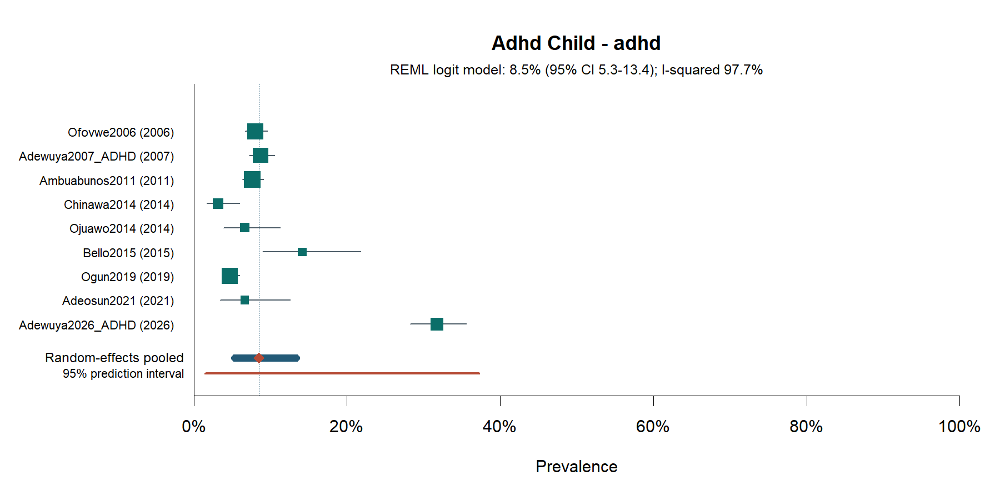 Adhd Child - adhd
REML logit model: 8.5% (95% CI 5.3-13.4); I-squared 97.7%
Ofovwe2006 (2006)
Adewuya2007_ADHD (2007)
Ambuabunos2011 (2011)
Chinawa2014 (2014)
Ojuawo2014 (2014)
Bello2015 (2015)
Ogun2019 (2019)
Adeosun2021 (2021)
Adewuya2026_ADHD (2026)
Random-effects pooled
95% prediction interval
0% 20% 40% 60% 80% 100%
Prevalence